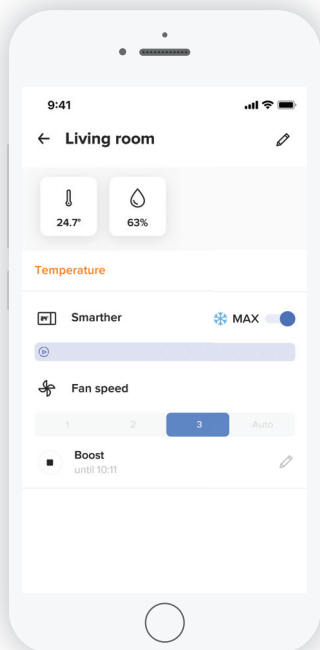 9:41
Living room
24.7°
63%
Temperature
Smarther
MAX
Fan speed
1 2 3 Auto
Boost
until 10:11